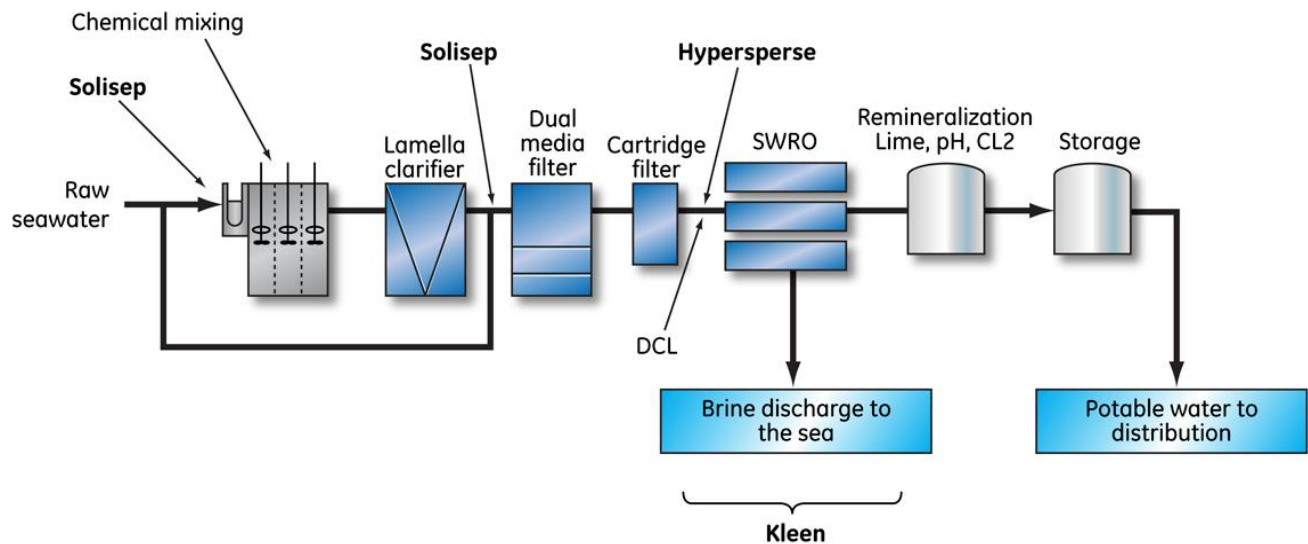 Chemical mixing
Solisep
Raw
seawater
Lamella
clarifier
Solisep
Dual
media
filter
Cartridge
filter
Hypersperse
DCL
SWRO
Remineralization
Lime, pH, CL2
Storage
Brine discharge to
the sea
Potable water to
distribution
Kleen